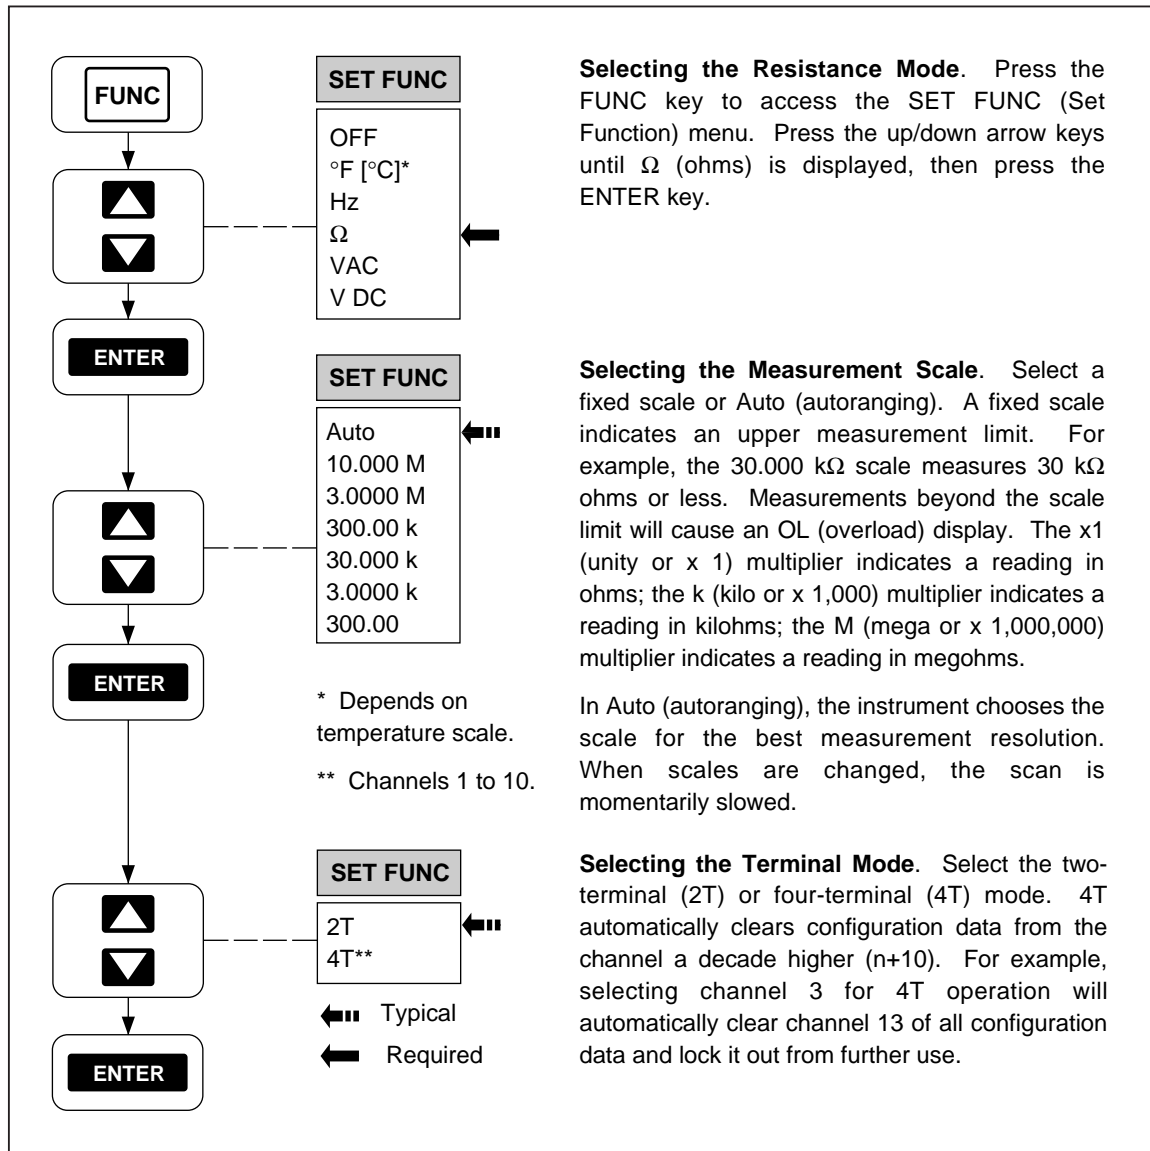 FUNC
SET FUNC
OFF
°F [°C]*
Hz
Ω
VAC
V DC
ENTER
Selecting the Resistance Mode. Press the
FUNC key to access the SET FUNC (Set
Function) menu. Press the up/down arrow keys
until Ω (ohms) is displayed, then press the
ENTER key.
SET FUNC
Auto
10.000 M
3.0000 M
300.00 k
30.000 k
3.0000 k
300.00
ENTER
* Depends on
temperature scale.
** Channels 1 to 10.
Selecting the Measurement Scale. Select a
fixed scale or Auto (autoranging). A fixed scale
indicates an upper measurement limit. For
example, the 30.000 kΩ scale measures 30 kΩ
ohms or less. Measurements beyond the scale
limit will cause an OL (overload) display. The x1
(unity or x 1) multiplier indicates a reading in
ohms; the k (kilo or x 1,000) multiplier indicates a
reading in kilohms; the M (mega or x 1,000,000)
multiplier indicates a reading in megohms.
In Auto (autoranging), the instrument chooses the
scale for the best measurement resolution.
When scales are changed, the scan is
momentarily slowed.
SET FUNC
2T
4T**
Typical
Required
ENTER
Selecting the Terminal Mode. Select the two-
terminal (2T) or four-terminal (4T) mode. 4T
automatically clears configuration data from the
channel a decade higher (n+10). For example,
selecting channel 3 for 4T operation will
automatically clear channel 13 of all configuration
data and lock it out from further use.